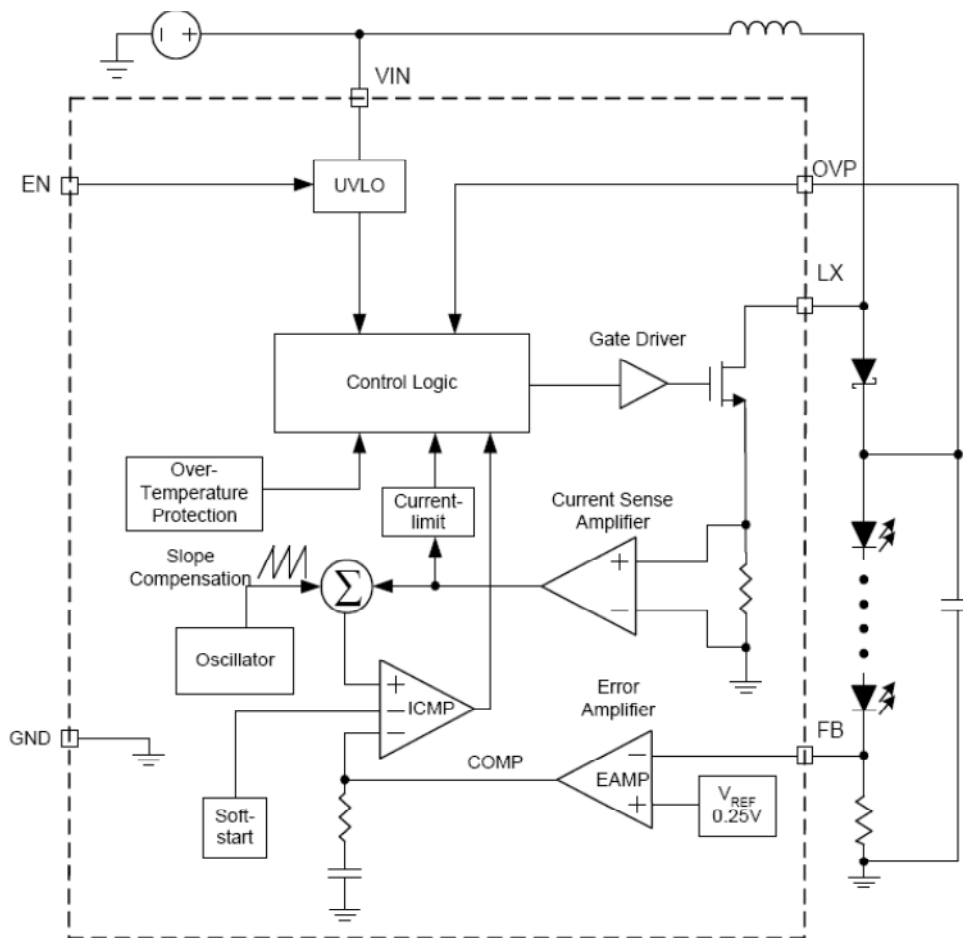 VIN
EN
UVLO
OVP
LX
Gate Driver
Control Logic
Over-
Temperature
Protection
Current-
limit
Current Sense
Amplifier
Slope
Compensation
Σ
+
−
Oscillator
+
−
−
ICMP
Error
Amplifier
GND
FB
COMP
−
EAMP
+
VREF
0.25V
Soft-
start